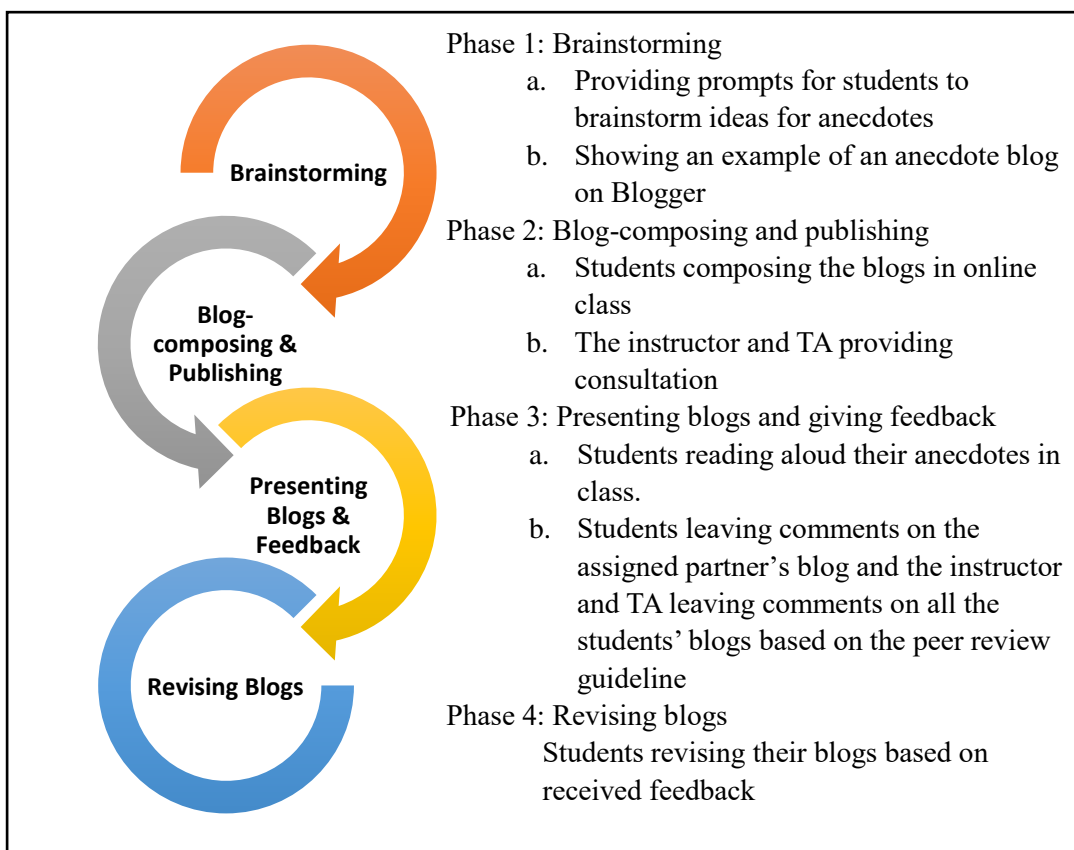 Brainstorming
Blog-
composing &
Publishing
Presenting
Blogs &
Feedback
Revising Blogs
Phase 1: Brainstorming
a. Providing prompts for students to
brainstorm ideas for anecdotes
b. Showing an example of an anecdote blog
on Blogger
Phase 2: Blog-composing and publishing
a. Students composing the blogs in online
class
b. The instructor and TA providing
consultation
Phase 3: Presenting blogs and giving feedback
a. Students reading aloud their anecdotes in
class.
b. Students leaving comments on the
assigned partner’s blog and the instructor
and TA leaving comments on all the
students’ blogs based on the peer review
guideline
Phase 4: Revising blogs
Students revising their blogs based on
received feedback